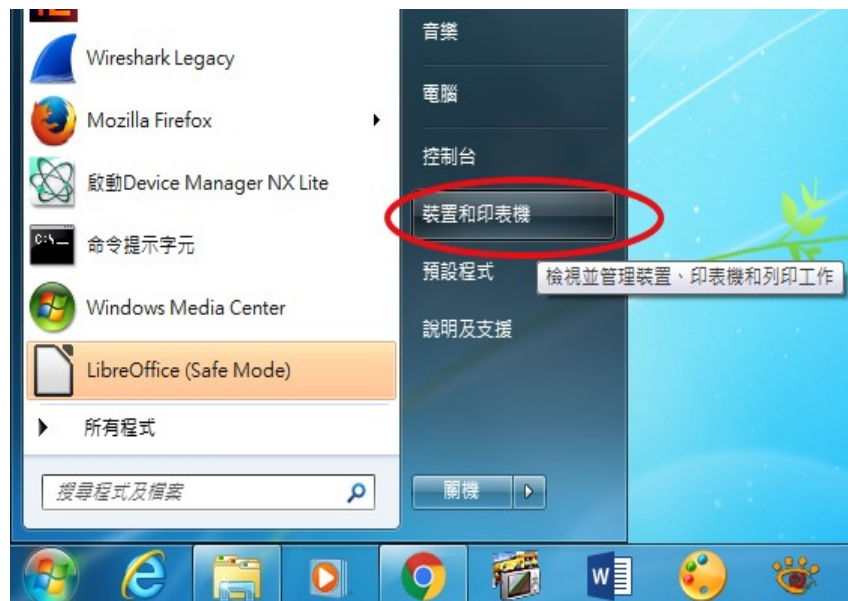 Wireshark Legacy
Mozilla Firefox
啟動Device Manager NX Lite
C:\
命令提示字元
Windows Media Center
LibreOffice (Safe Mode)
所有程式
搜尋程式及檔案
音樂
電腦
控制台
裝置和印表機
預設程式
檢視並管理裝置、印表機和列印工作
說明及支援
關機
W